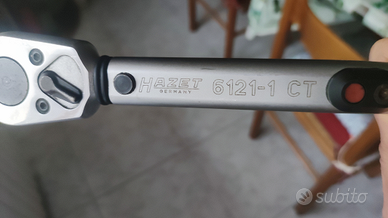 HAZET 6121-1 CT
GERMANY
subito